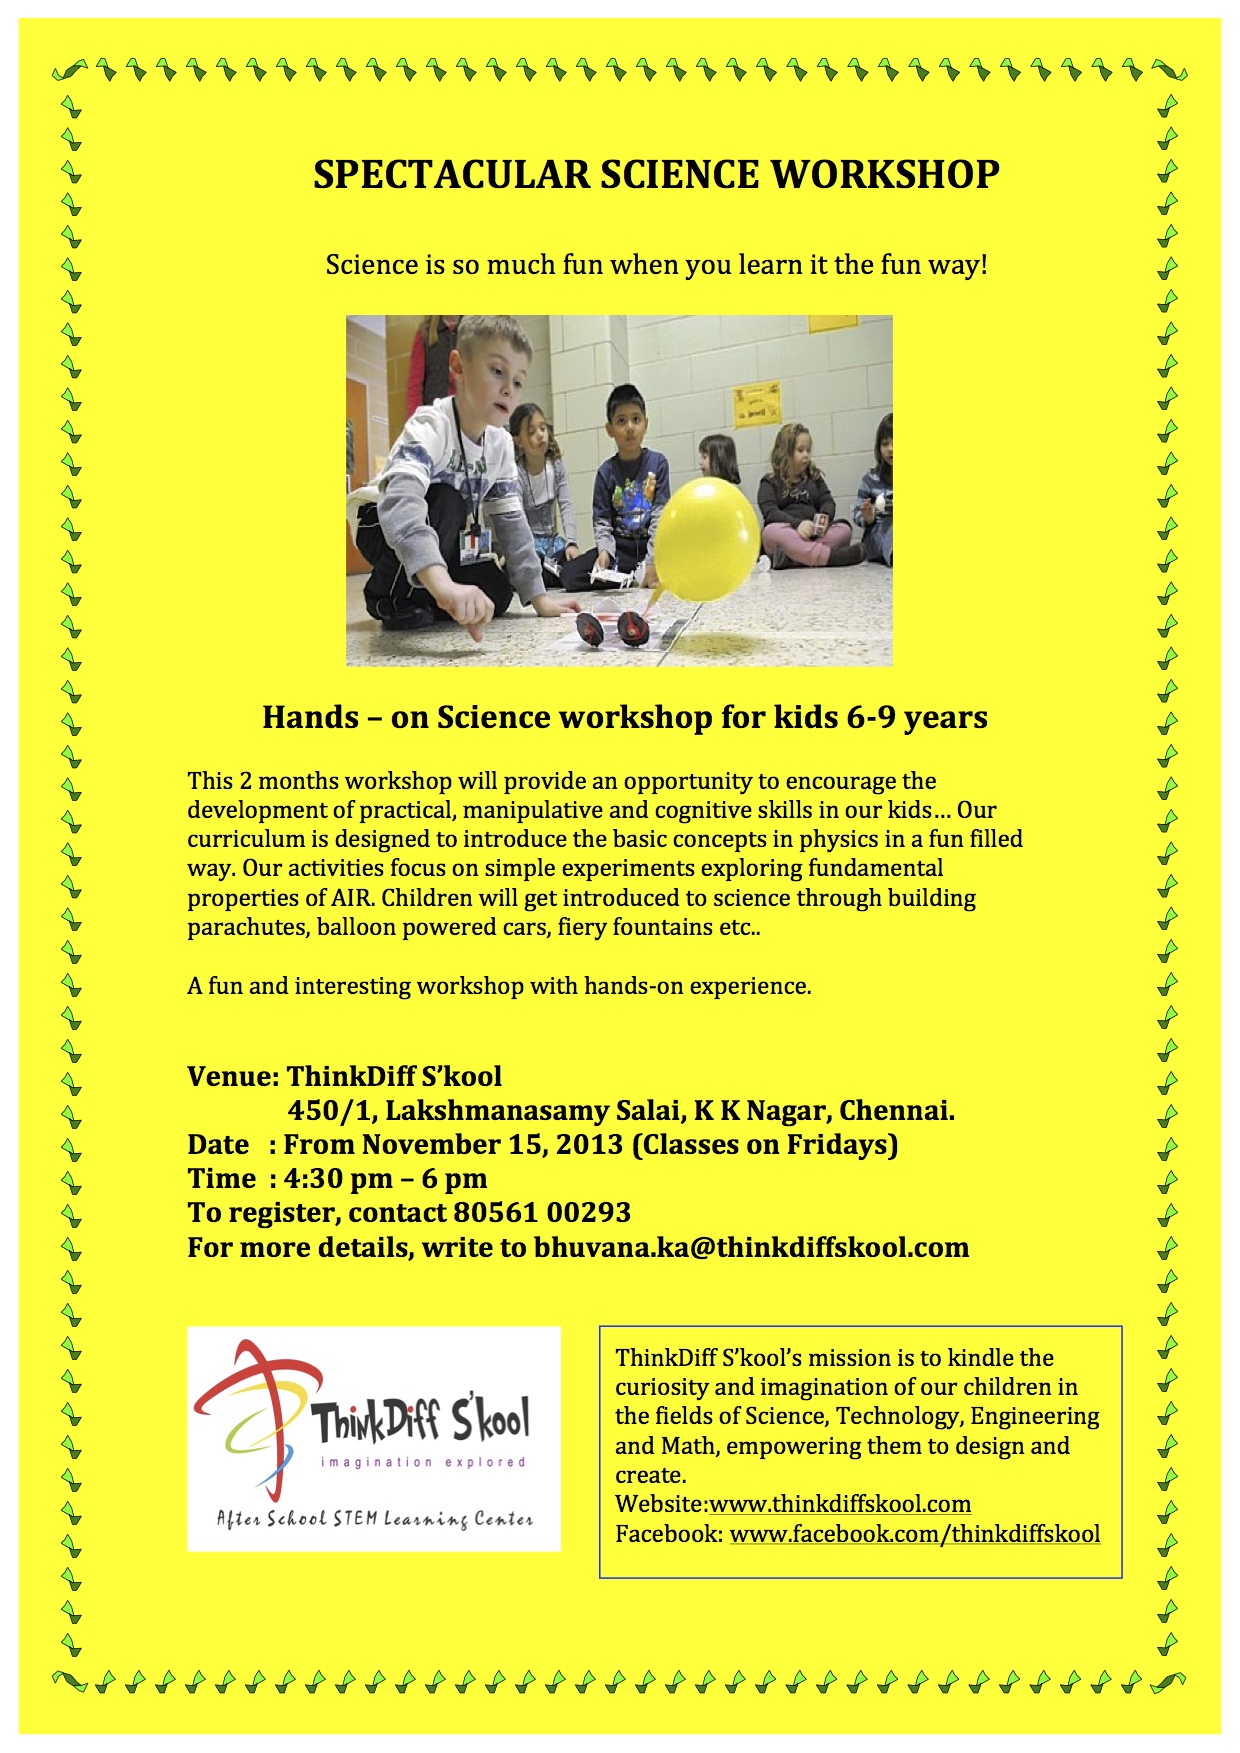 SPECTACULAR SCIENCE WORKSHOP
Science is so much fun when you learn it the fun way!
Hands – on Science workshop for kids 6-9 years
This 2 months workshop will provide an opportunity to encourage the
development of practical, manipulative and cognitive skills in our kids… Our
curriculum is designed to introduce the basic concepts in physics in a fun filled
way. Our activities focus on simple experiments exploring fundamental
properties of AIR. Children will get introduced to science through building
parachutes, balloon powered cars, fiery fountains etc..
A fun and interesting workshop with hands-on experience.
Venue: ThinkDiff S’kool
450/1, Lakshmanasamy Salai, K K Nagar, Chennai.
Date : From November 15, 2013 (Classes on Fridays)
Time : 4:30 pm – 6 pm
To register, contact 80561 00293
For more details, write to bhuvana.ka@thinkdiffskool.com
ThinkDiff S'kool
imagination explored
After School STEM Learning Center
ThinkDiff S’kool’s mission is to kindle the
curiosity and imagination of our children in
the fields of Science, Technology, Engineering
and Math, empowering them to design and
create.
Website:www.thinkdiffskool.com
Facebook: www.facebook.com/thinkdiffskool